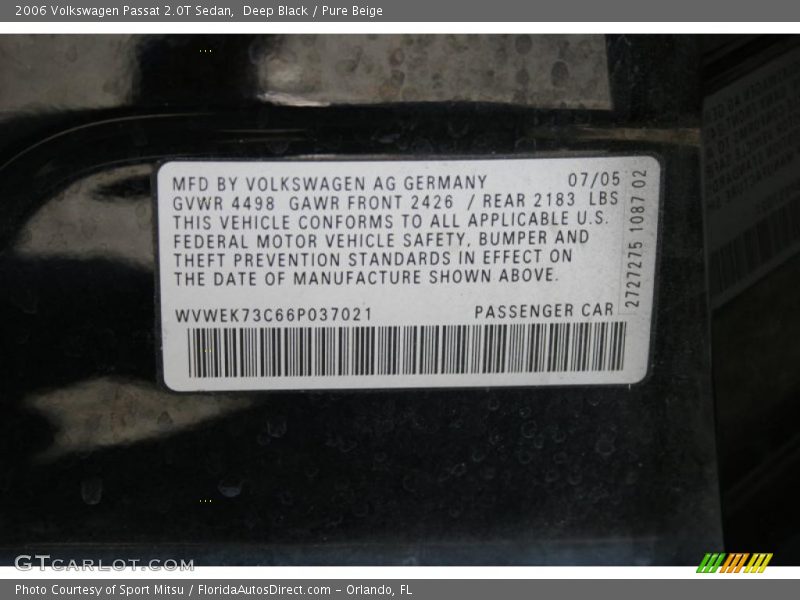 2006 Volkswagen Passat 2.0T Sedan, Deep Black / Pure Beige
MFD BY VOLKSWAGEN AG GERMANY 07/05
GVWR 4498 GAWR FRONT 2426 / REAR 2183 LBS
THIS VEHICLE CONFORMS TO ALL APPLICABLE U.S.
FEDERAL MOTOR VEHICLE SAFETY, BUMPER AND
THEFT PREVENTION STANDARDS IN EFFECT ON
THE DATE OF MANUFACTURE SHOWN ABOVE.
WVWEK73C66P037021 PASSENGER CAR
2727275 1087 02
GTcarlot.com
Photo Courtesy of Sport Mitsu / FloridaAutosDirect.com - Orlando, FL